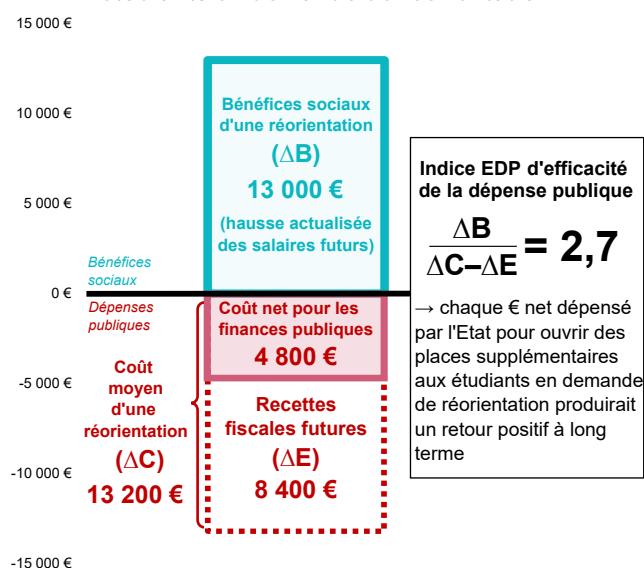 15 000 €
10 000 €
5 000 €
0 €
-5 000 €
-10 000 €
-15 000 €
Bénéfices sociaux
d'une réorientation
(ΔB)
13 000 €
(hausse actualisée
des salaires futurs)
Bénéfices
sociaux
Dépenses
publiques
Coût net pour les
finances publiques
4 800 €
Coût
moyen
d'une
réorientation
(ΔC)
13 200 €
Recettes
fiscales futures
(ΔE)
8 400 €
Indice EDP d'efficacité
de la dépense publique
ΔB
ΔC–ΔE
= 2,7
→ chaque € net dépensé
par l'Etat pour ouvrir des
places supplémentaires
aux étudiants en demande
de réorientation produirait
un retour positif à long
terme